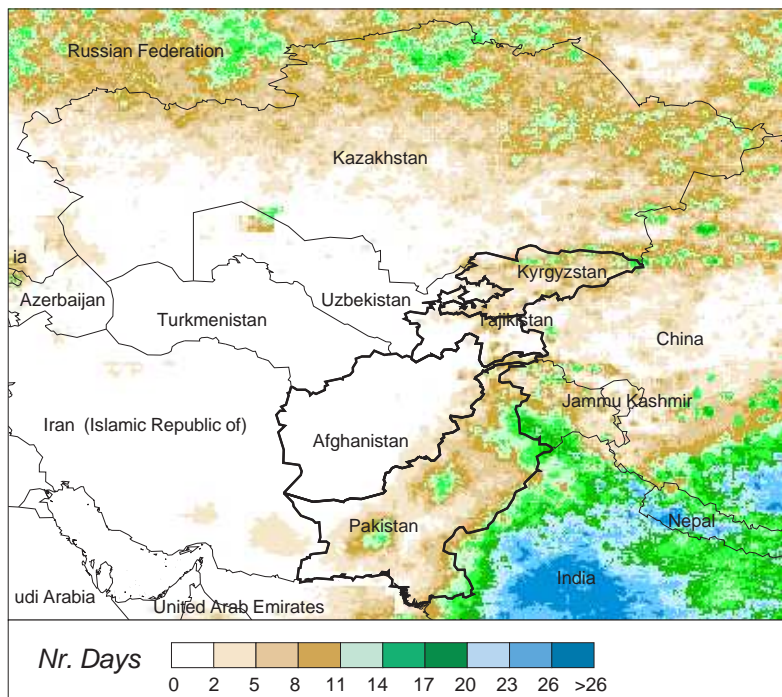 Russian Federation
Kazakhstan
ia
Kyrgyzstan
Azerbaijan
Uzbekistan
Turkmenistan
Tajikistan
China
Jammu Kashmir
Iran (Islamic Republic of)
Afghanistan
Pakistan
Nepal
India
udi Arabia
United Arab Emirates
Nr. Days
0 2 5 8 11 14 17 20 23 26 >26